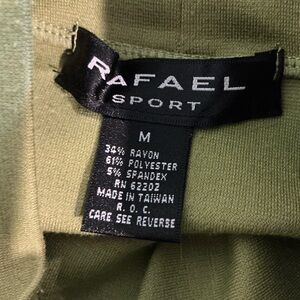 RAFAEL
SPORT
M
34% RAYON
61% POLYESTER
5% SPANDEX
RN 62202
MADE IN TAIWAN
R. O. C.
CARE SEE REVERSE